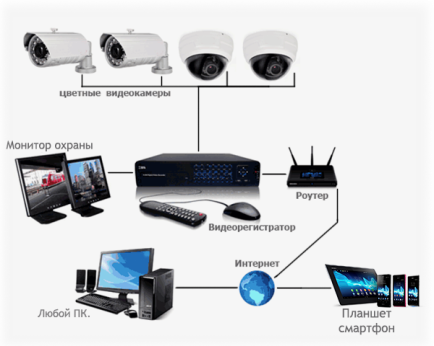 цветные видеокамеры
Монитор охраны
Роутер
Видеорегистратор
Интернет
Любой ПК.
Планшет
смартфон